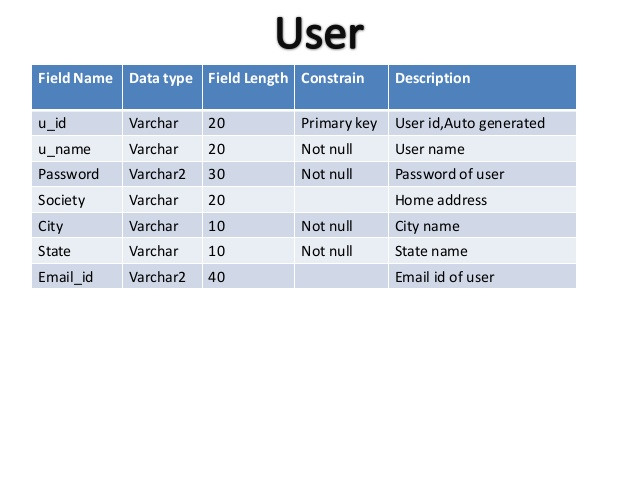 User
Field Name Data type Field Length Constrain Description
u_id Varchar 20 Primary key User id,Auto generated
u_name Varchar 20 Not null User name
Password Varchar2 30 Not null Password of user
Society Varchar 20 Home address
City Varchar 10 Not null City name
State Varchar 10 Not null State name
Email_id Varchar2 40 Email id of user